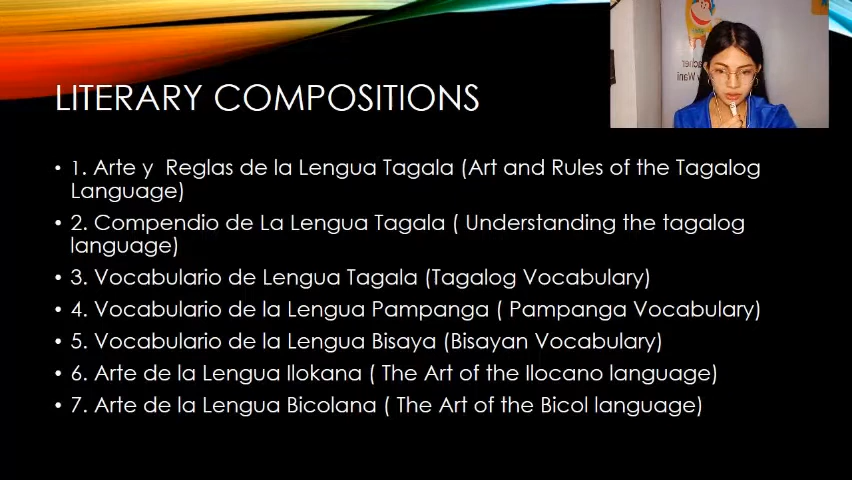 LITERARY COMPOSITIONS
• 1. Arte y Reglas de la Lengua Tagala (Art and Rules of the Tagalog
Language)
• 2. Compendio de La Lengua Tagala ( Understanding the tagalog
language)
• 3. Vocabulario de Lengua Tagala (Tagalog Vocabulary)
• 4. Vocabulario de la Lengua Pampanga ( Pampanga Vocabulary)
• 5. Vocabulario de la Lengua Bisaya (Bisayan Vocabulary)
• 6. Arte de la Lengua Ilokana ( The Art of the Ilocano language)
• 7. Arte de la Lengua Bicolana ( The Art of the Bicol language)